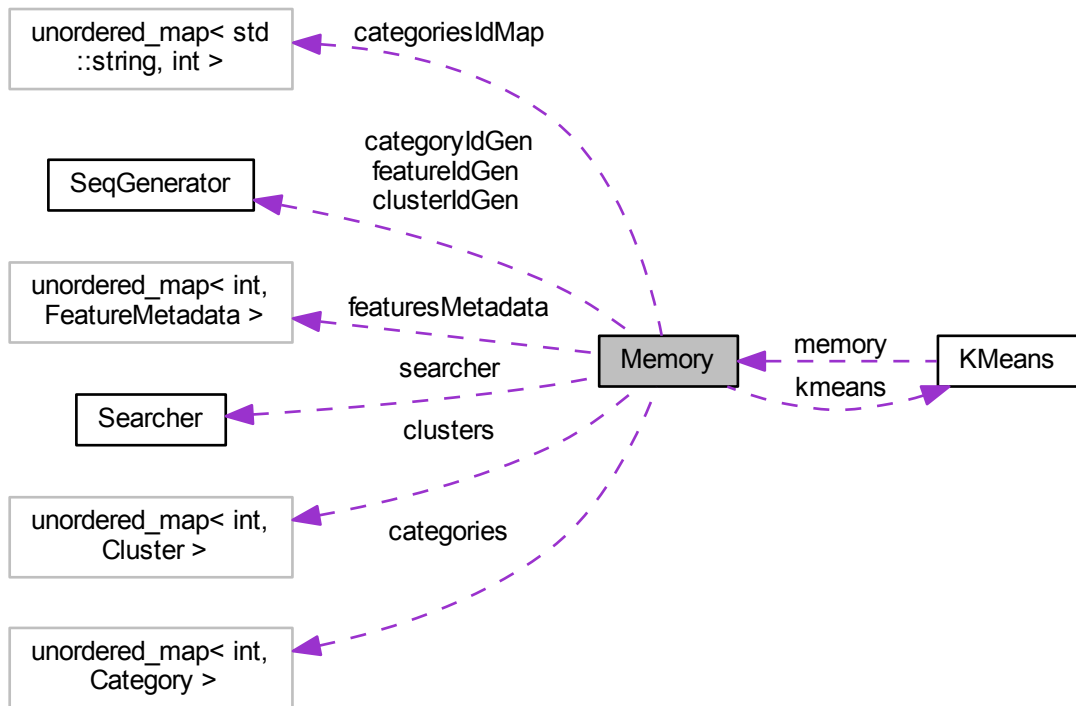 unordered_map< std
::string, int >
categoriesIdMap
categoryIdGen
featureIdGen
clusterIdGen
SeqGenerator
unordered_map< int,
FeatureMetadata >
featuresMetadata
Memory
memory
kmeans
KMeans
searcher
Searcher
clusters
unordered_map< int,
Cluster >
categories
unordered_map< int,
Category >